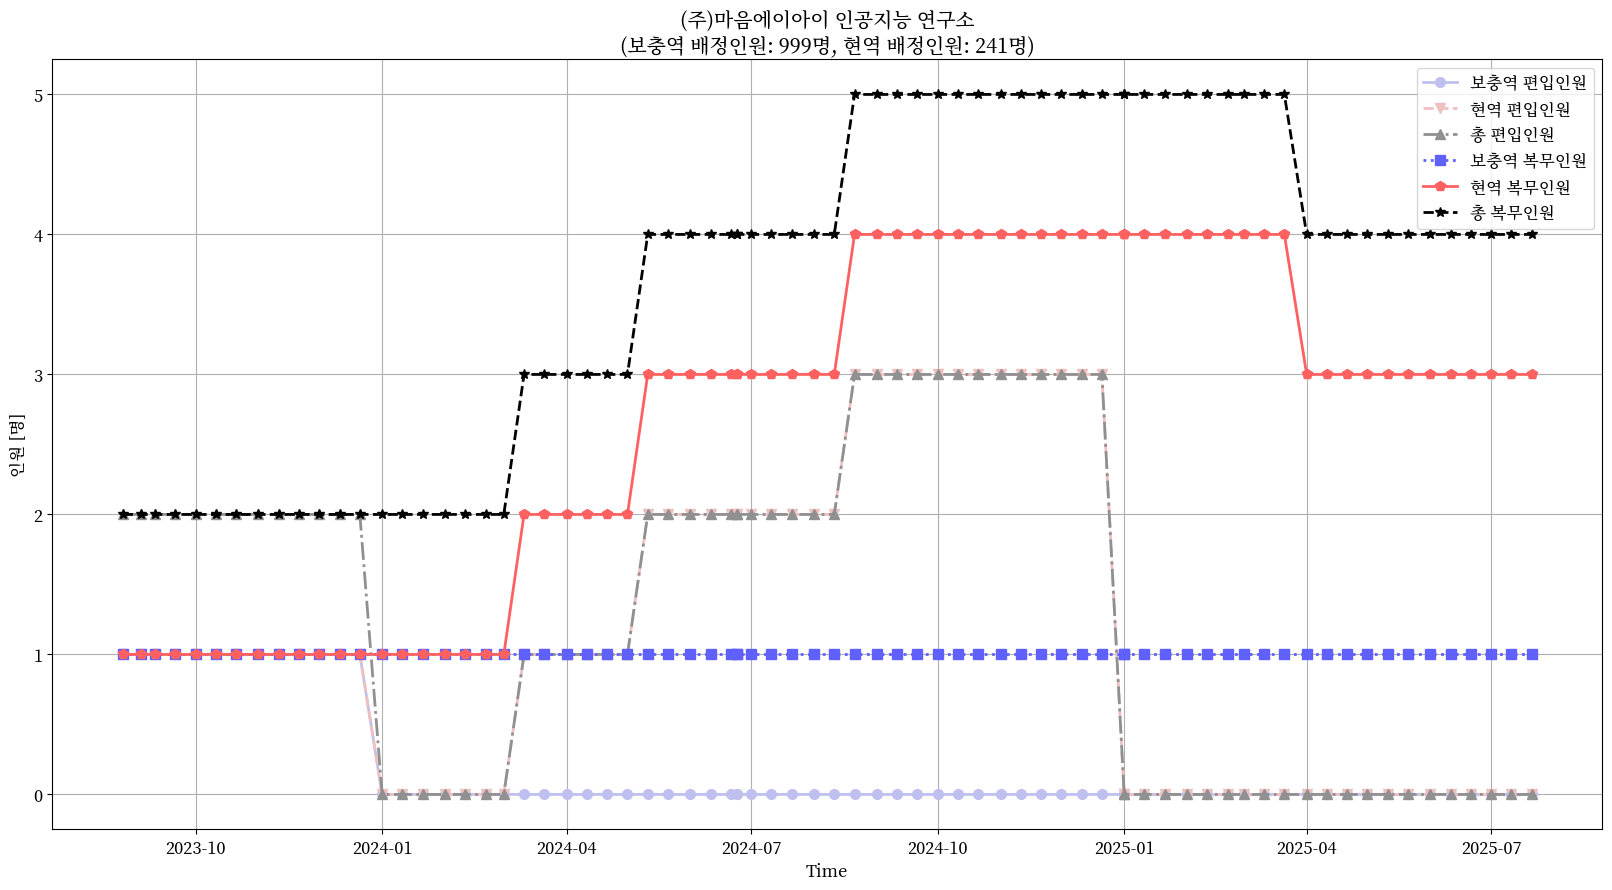 (주)마음에이아이 인공지능 연구소
(보충역 배정인원: 999명, 현역 배정인원: 241명)
보충역 편입인원
현역 편입인원
총 편입인원
보충역 복무인원
현역 복무인원
총 복무인원
인원 [명]
5
4
3
2
1
0
2023-10
2024-01
2024-04
2024-07
2024-10
2025-01
2025-04
2025-07
Time